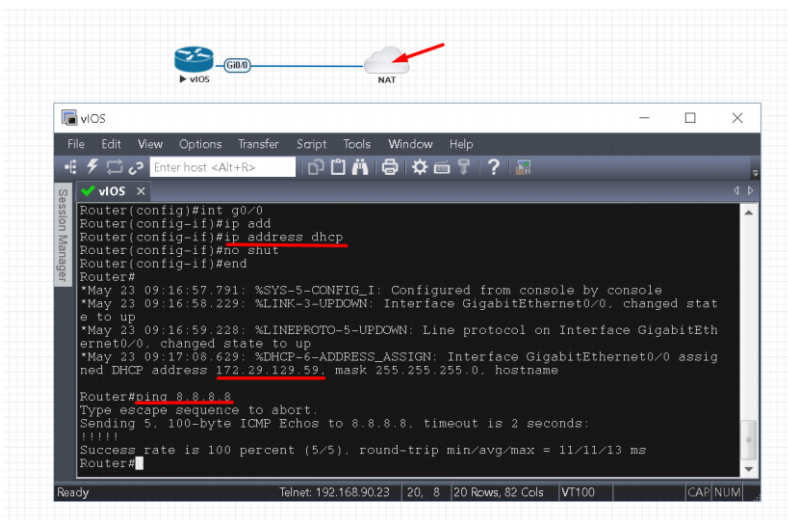 Gi0/0
vIOS
NAT
vIOS
File Edit View Options Transfer Script Tools Window Help
Enter host <Alt+R>
Session Manager
vIOS
Router(config)#int g0/0
Router(config-if)#ip add
Router(config-if)#ip address dhcp
Router(config-if)#no shut
Router(config-if)#end
Router#
*May 23 09:16:57.791: %SYS-5-CONFIG_I: Configured from console by console
*May 23 09:16:58.229: %LINK-3-UPDOWN: Interface GigabitEthernet0/0, changed stat
e to up
*May 23 09:16:59.228: %LINEPROTO-5-UPDOWN: Line protocol on Interface GigabitEth
ernet0/0, changed state to up
*May 23 09:17:08.629: %DHCP-6-ADDRESS_ASSIGN: Interface GigabitEthernet0/0 assig
ned DHCP address 172.29.129.59, mask 255.255.255.0, hostname
Router#ping 8.8.8.8
Type escape sequence to abort.
Sending 5, 100-byte ICMP Echos to 8.8.8.8, timeout is 2 seconds:
!!!!!
Success rate is 100 percent (5/5), round-trip min/avg/max = 11/11/13 ms
Router#
Ready Telnet: 192.168.90.23 20, 8 20 Rows, 82 Cols VT100 CAP NUM